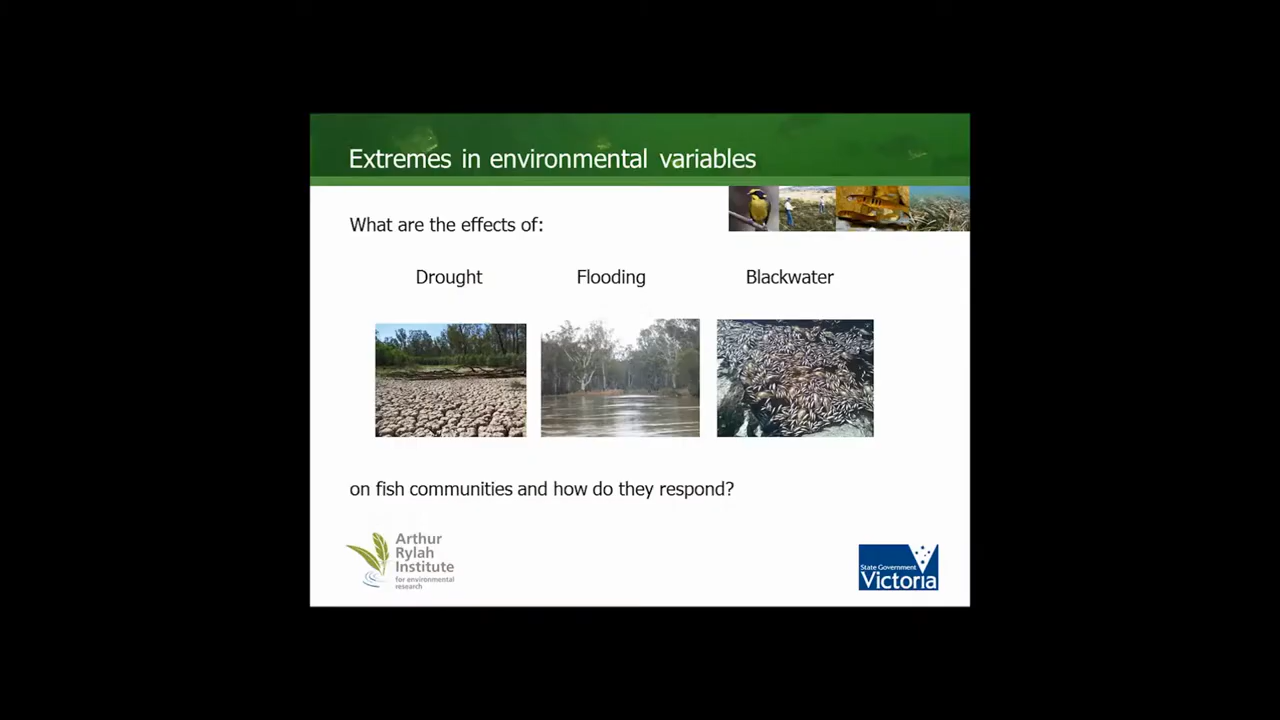 Extremes in environmental variables
What are the effects of:
Drought
Flooding
Blackwater
on fish communities and how do they respond?
Arthur
Rylah
Institute
for environmental
research
State Government
Victoria